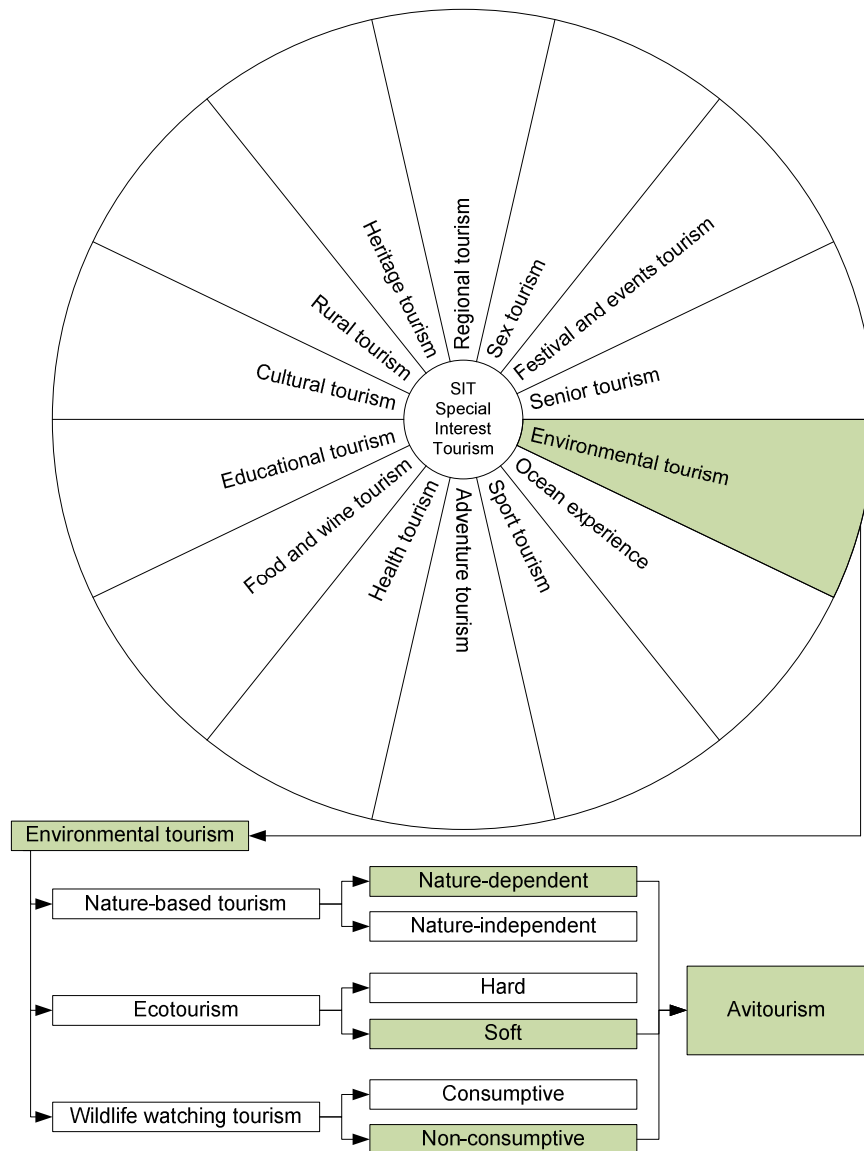 Regional tourism
Sex tourism
Festival and events tourism
Senior tourism
Environmental tourism
Ocean experience
Sport tourism
Adventure tourism
Health tourism
Food and wine tourism
Educational tourism
Cultural tourism
Rural tourism
Heritage tourism
SIT
Special
Interest
Tourism
Environmental tourism
Nature-based tourism
Nature-dependent
Nature-independent
Ecotourism
Hard
Soft
Wildlife watching tourism
Consumptive
Non-consumptive
Avitourism